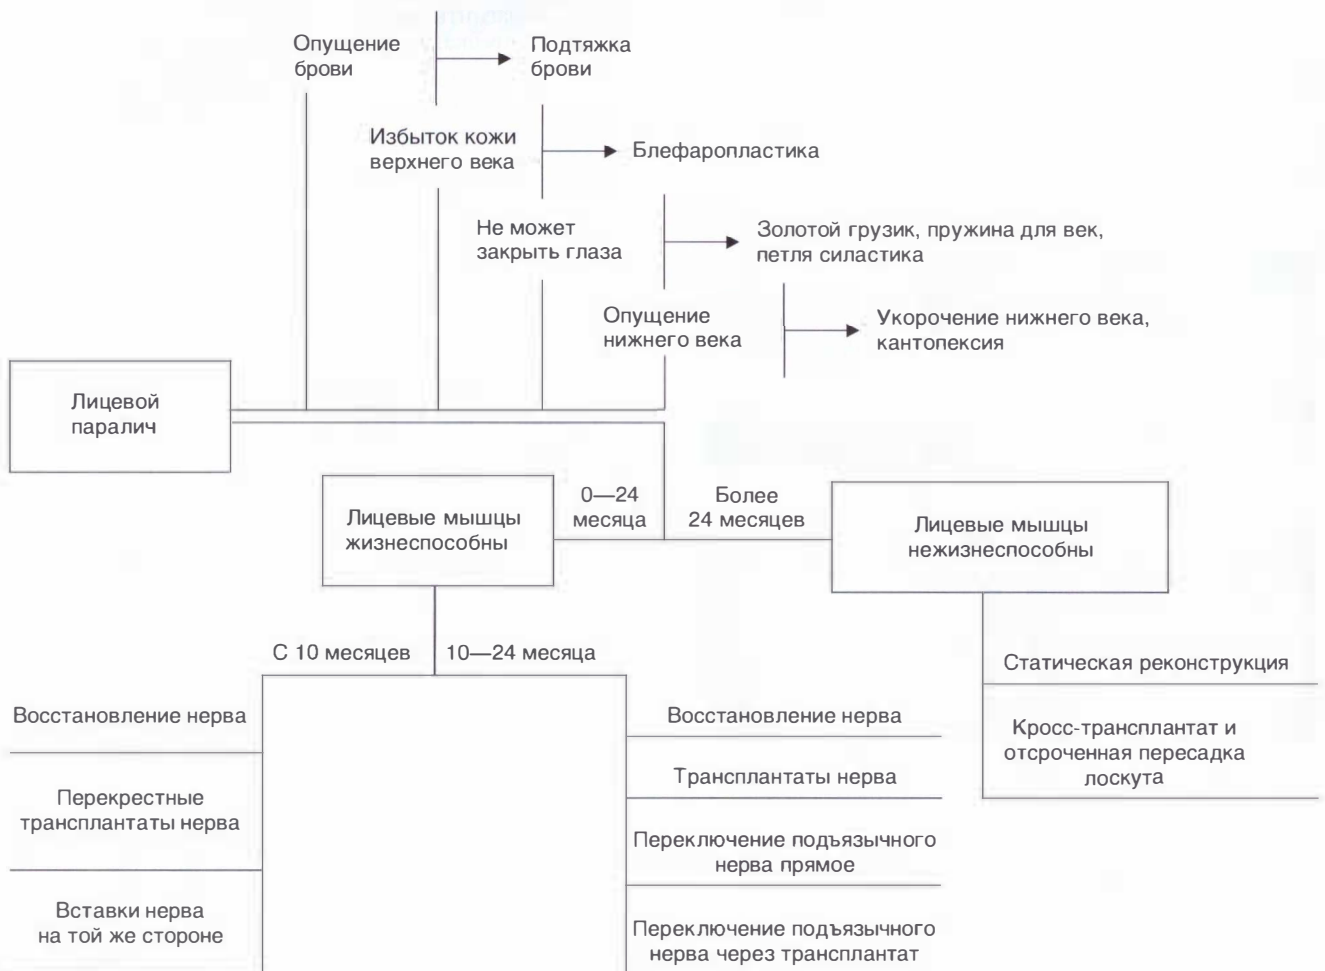 Опущение
брови
Подтяжка
брови
Избыток кожи
верхнего века
Блефаропластика
Не может
закрыть глаза
Золотой грузик, пружина для век,
петля силастика
Опущение
нижнего века
Укорочение нижнего века,
кантопексия
Лицевой
паралич
Лицевые мышцы
жизнеспособны
0—24
месяца
Более
24 месяцев
Лицевые мышцы
нежизнеспособны
С 10 месяцев
10—24 месяца
Статическая реконструкция
Кросс-трансплантат и
отсроченная пересадка
лоскута
Восстановление нерва
Перекрестные
трансплантаты нерва
Вставки нерва
на той же стороне
Восстановление нерва
Трансплантаты нерва
Переключение подъязычного
нерва прямое
Переключение подъязычного
нерва через трансплантат